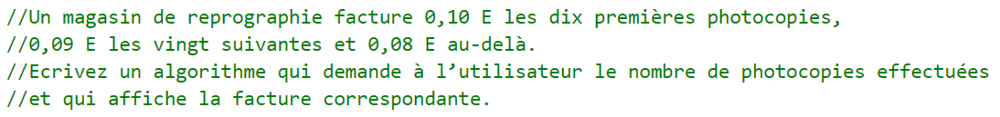 //Un magasin de reprographie facture 0,10 E les dix premières photocopies,
//0,09 E les vingt suivantes et 0,08 E au-delà.
//Ecrivez un algorithme qui demande à l’utilisateur le nombre de photocopies effectuées
//et qui affiche la facture correspondante.